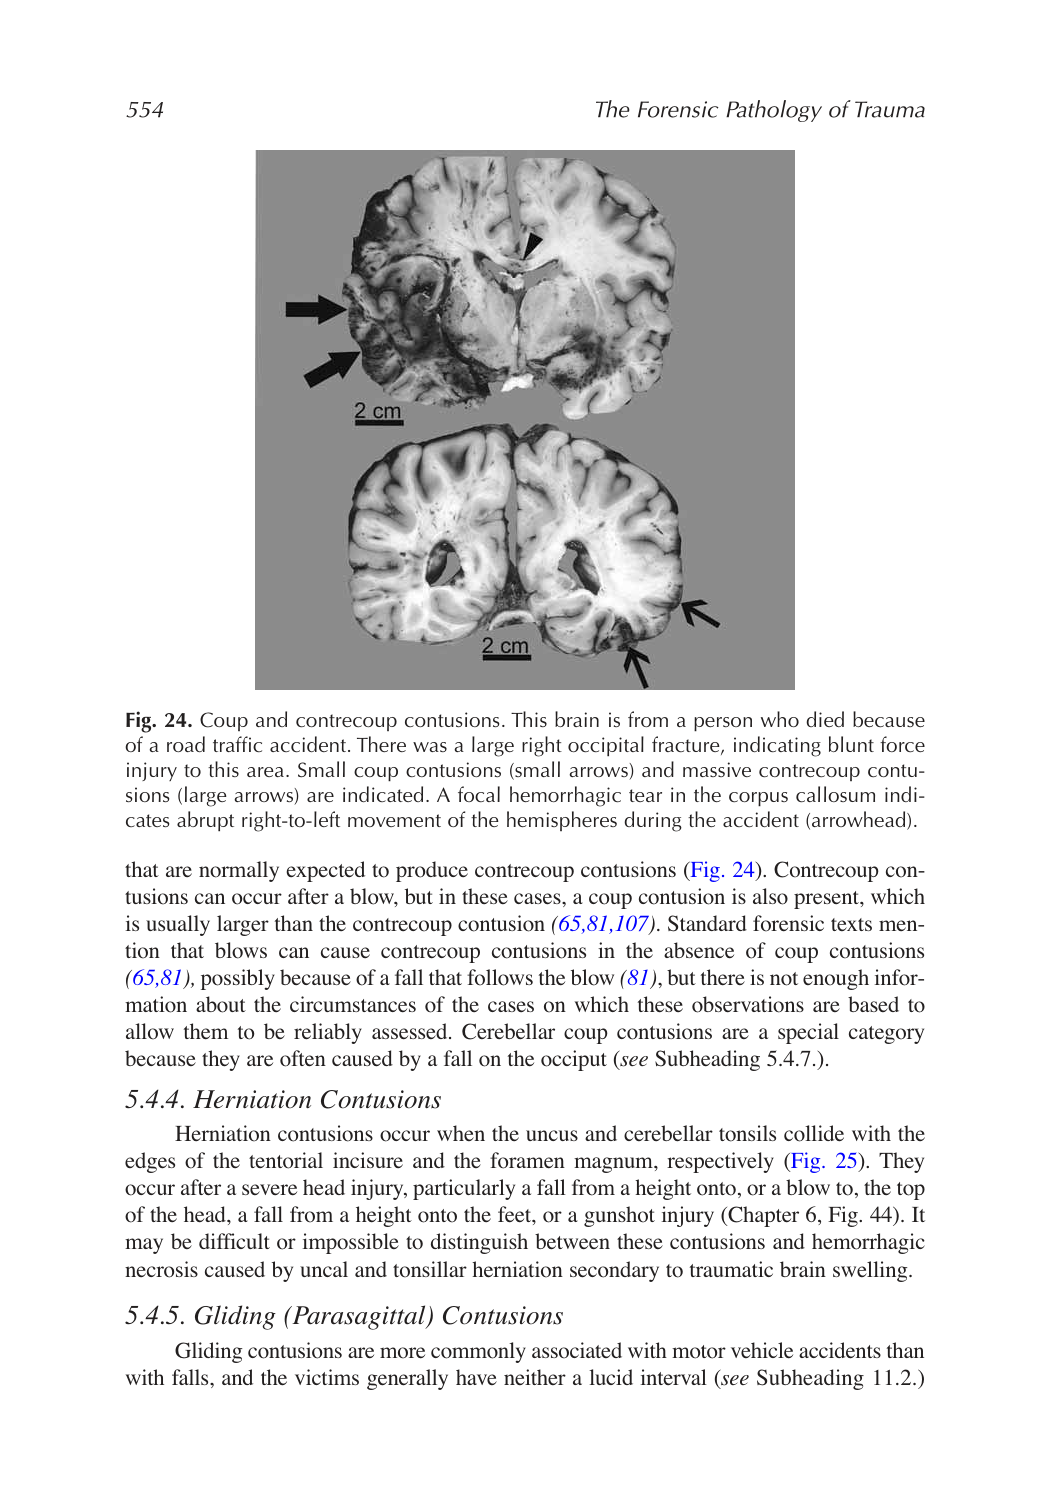 554
The Forensic Pathology of Trauma
2 cm
2 cm
Fig. 24. Coup and contrecoup contusions. This brain is from a person who died because
of a road traffic accident. There was a large right occipital fracture, indicating blunt force
injury to this area. Small coup contusions (small arrows) and massive contrecoup contu-
sions (large arrows) are indicated. A focal hemorrhagic tear in the corpus callosum indi-
cates abrupt right-to-left movement of the hemispheres during the accident (arrowhead).
that are normally expected to produce contrecoup contusions (Fig. 24). Contrecoup con-
tusions can occur after a blow, but in these cases, a coup contusion is also present, which
is usually larger than the contrecoup contusion (65,81,107). Standard forensic texts men-
tion that blows can cause contrecoup contusions in the absence of coup contusions
(65,81), possibly because of a fall that follows the blow (81), but there is not enough infor-
mation about the circumstances of the cases on which these observations are based to
allow them to be reliably assessed. Cerebellar coup contusions are a special category
because they are often caused by a fall on the occiput (see Subheading 5.4.7.).
5.4.4. Herniation Contusions
Herniation contusions occur when the uncus and cerebellar tonsils collide with the
edges of the tentorial incisure and the foramen magnum, respectively (Fig. 25). They
occur after a severe head injury, particularly a fall from a height onto, or a blow to, the top
of the head, a fall from a height onto the feet, or a gunshot injury (Chapter 6, Fig. 44). It
may be difficult or impossible to distinguish between these contusions and hemorrhagic
necrosis caused by uncal and tonsillar herniation secondary to traumatic brain swelling.
5.4.5. Gliding (Parasagittal) Contusions
Gliding contusions are more commonly associated with motor vehicle accidents than
with falls, and the victims generally have neither a lucid interval (see Subheading 11.2.)